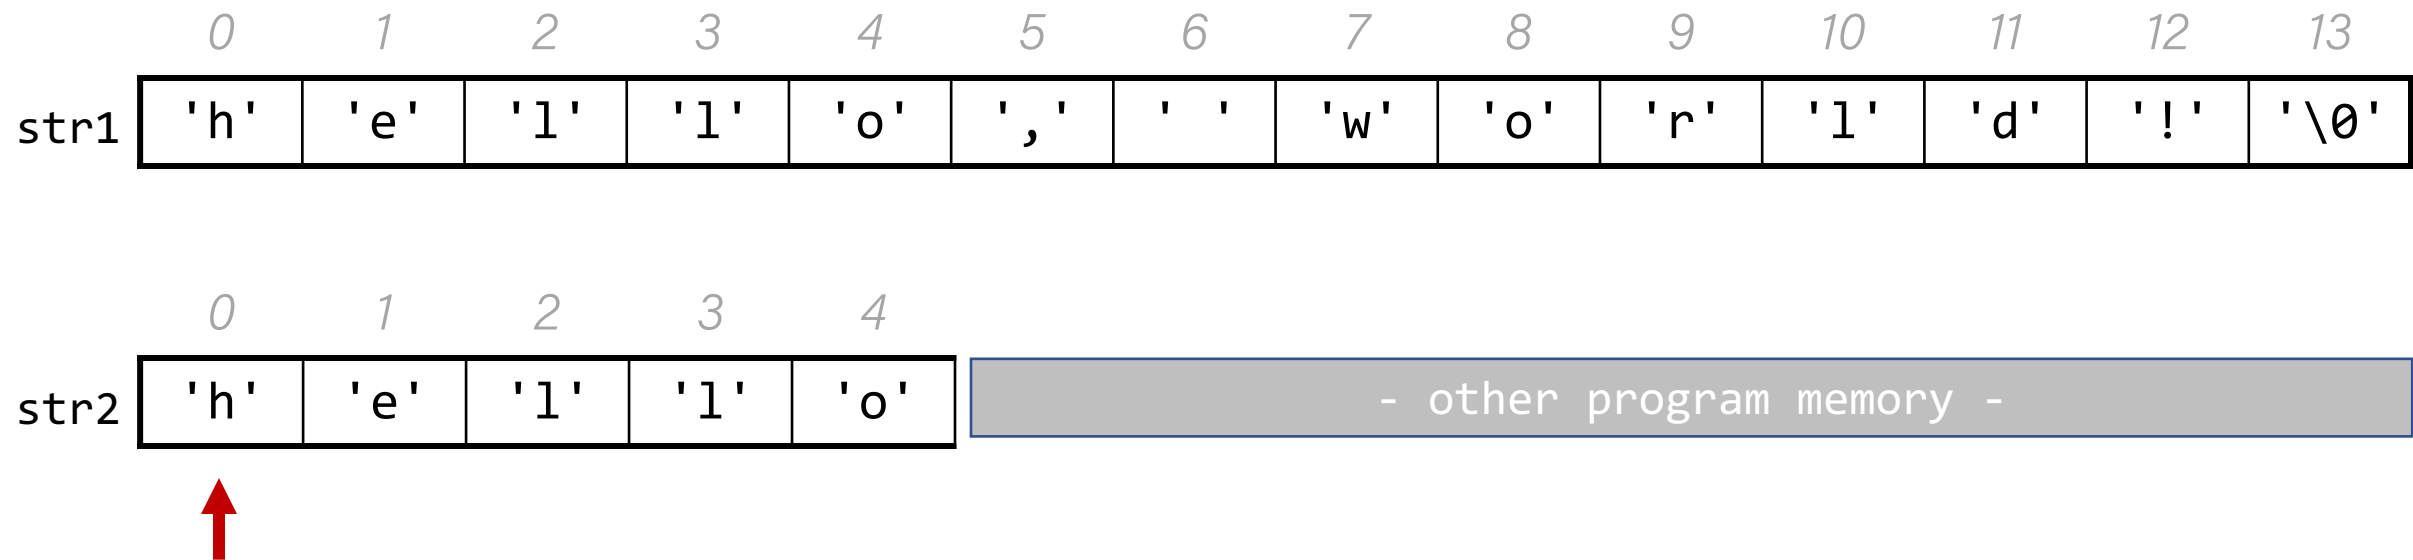 0 1 2 3 4 5 6 7 8 9 10 11 12 13
str1 'h' 'e' 'l' 'l' 'o' ',' ' ' 'w' 'o' 'r' 'l' 'd' '!' '\0'
0 1 2 3 4
str2 'h' 'e' 'l' 'l' 'o' - other program memory -